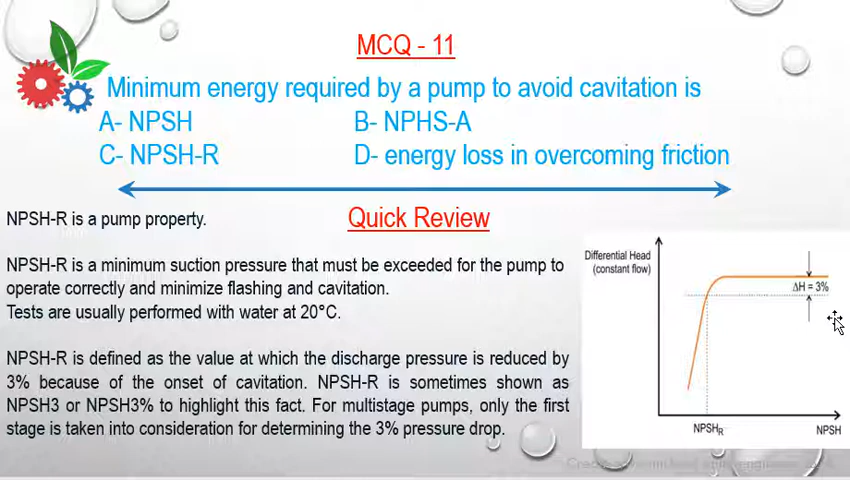 MCQ - 11
Minimum energy required by a pump to avoid cavitation is
A- NPSH B- NPHS-A
C- NPSH-R D- energy loss in overcoming friction
NPSH-R is a pump property.
Quick Review
NPSH-R is a minimum suction pressure that must be exceeded for the pump to
operate correctly and minimize flashing and cavitation.
Tests are usually performed with water at 20°C.
NPSH-R is defined as the value at which the discharge pressure is reduced by
3% because of the onset of cavitation. NPSH-R is sometimes shown as
NPSH3 or NPSH3% to highlight this fact. For multistage pumps, only the first
stage is taken into consideration for determining the 3% pressure drop.
Differential Head
(constant flow)
ΔH = 3%
NPSHR
NPSH